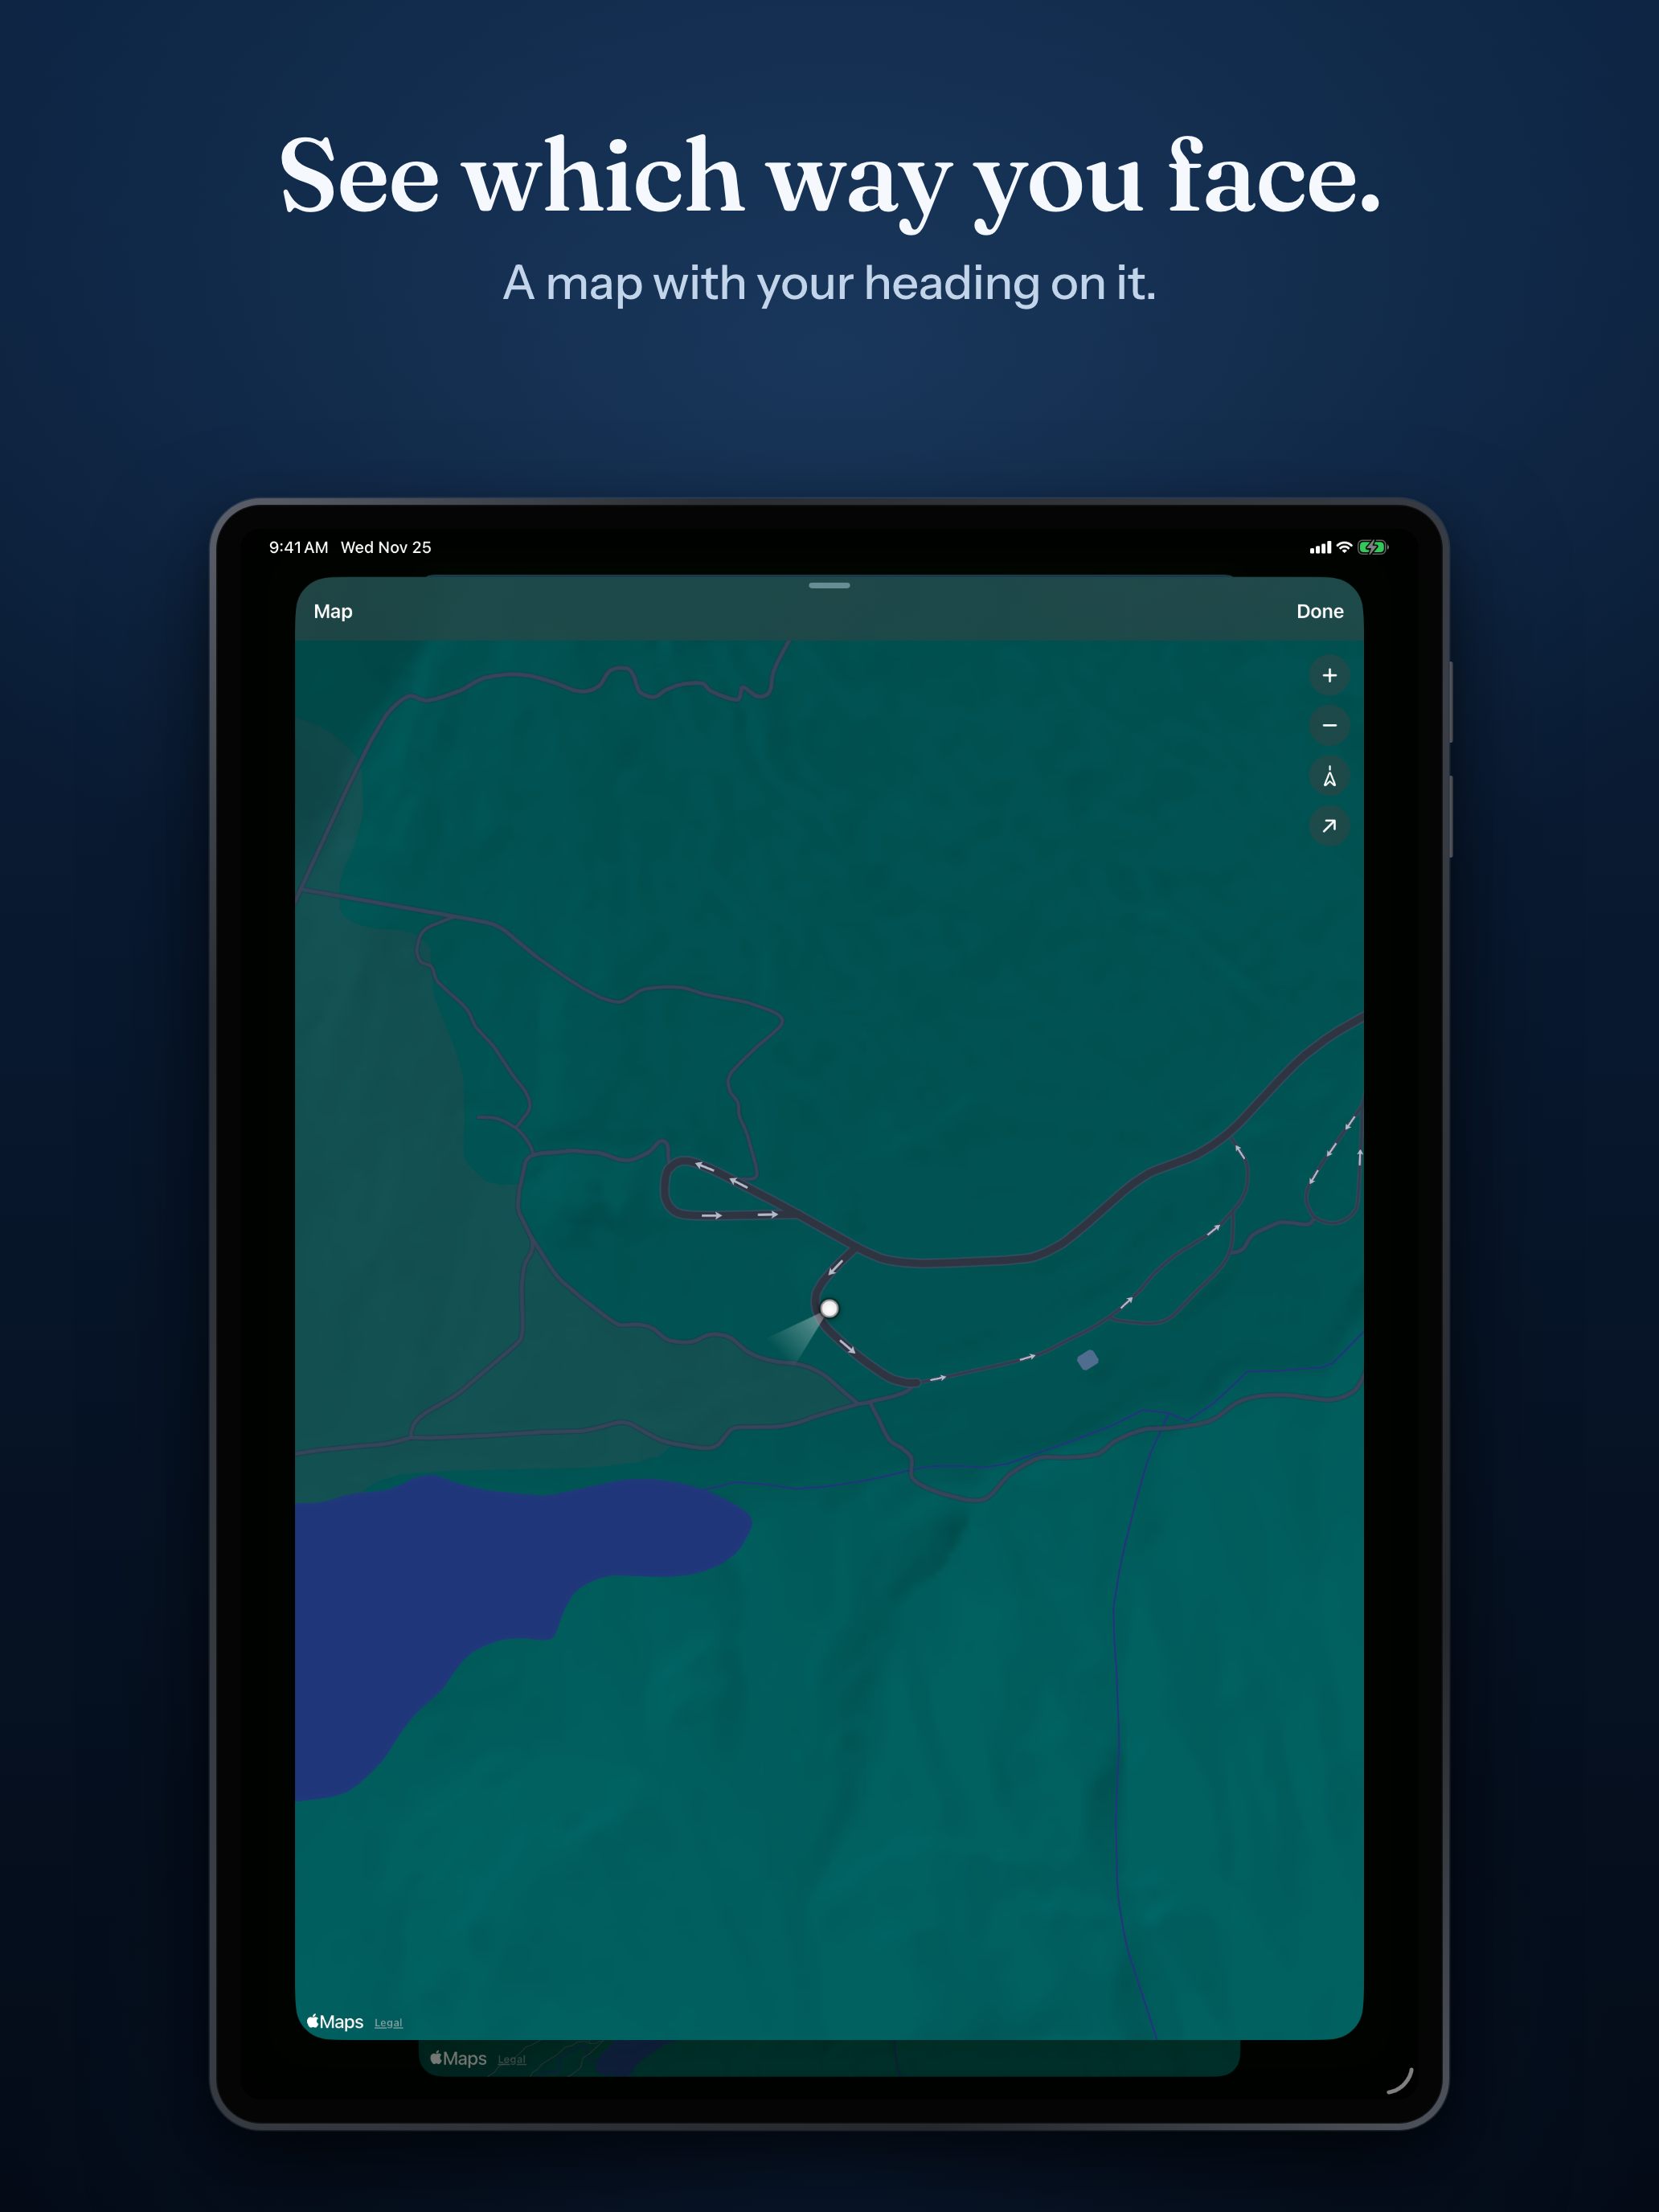 See which way you face.
A map with your heading on it.
9:41 AM Wed Nov 25
Map
Done
Maps Legal
Maps Legal